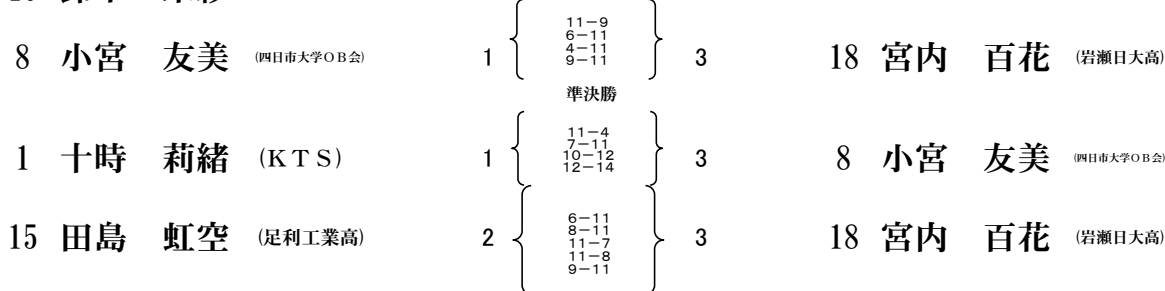 8 小宮 友美 (四日市大学OB会) 1 11-9 6-11 4-11 9-11 3 18 宮内 百花 (岩瀬日大高)
準決勝
1 十時 莉緒 (KTS) 1 11-4 7-11 10-12 12-14 3 8 小宮 友美 (四日市大学OB会)
15 田島 虹空 (足利工業高) 2 6-11 8-11 11-7 11-8 9-11 3 18 宮内 百花 (岩瀬日大高)